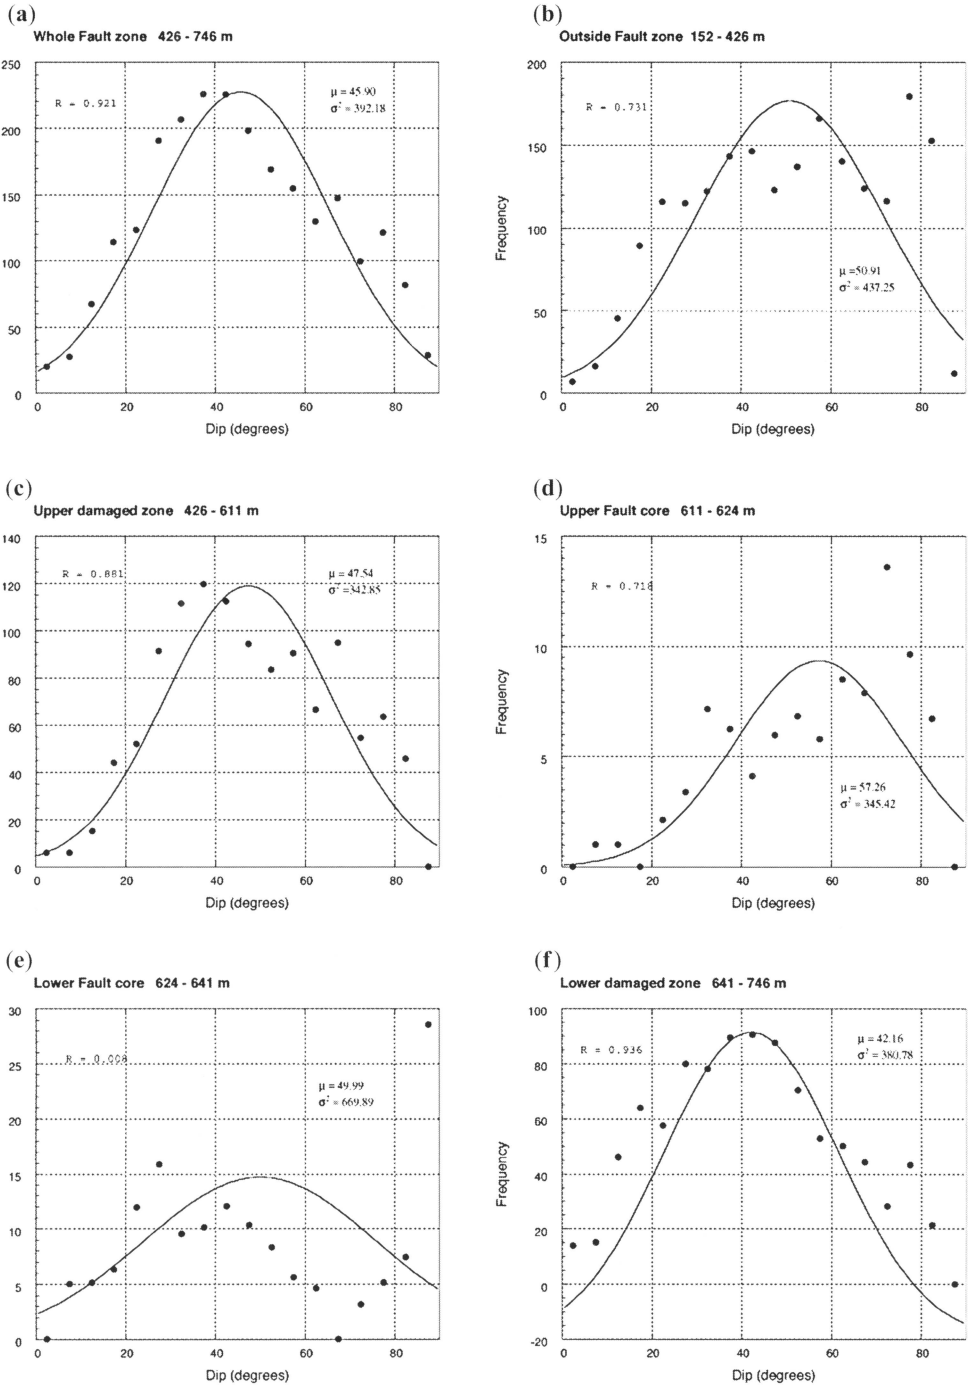 (a)
Whole Fault zone 426 - 746 m
250
200
150
100
50
0
R = 0.921
μ = 45.90
σ² = 392.18
0 20 40 60 80
Dip (degrees)
(b)
Outside Fault zone 152 - 426 m
200
150
100
50
0
Frequency
R = 0.731
μ =50.91
σ² = 437.25
0 20 40 60 80
Dip (degrees)
(c)
Upper damaged zone 426 - 611 m
140
120
100
80
60
40
20
0
R = 0.881
μ = 47.54
σ² =342.85
0 20 40 60 80
Dip (degrees)
(d)
Upper Fault core 611 - 624 m
15
10
5
0
Frequency
R = 0.718
μ = 57.26
σ² = 345.42
0 20 40 60 80
Dip (degrees)
(e)
Lower Fault core 624 - 641 m
30
25
20
15
10
5
0
R = 0.008
μ = 49.99
σ² = 669.89
0 20 40 60 80
Dip (degrees)
(f)
Lower damaged zone 641 - 746 m
100
80
60
40
20
0
-20
Frequency
R = 0.936
μ = 42.16
σ² = 380.78
0 20 40 60 80
Dip (degrees)